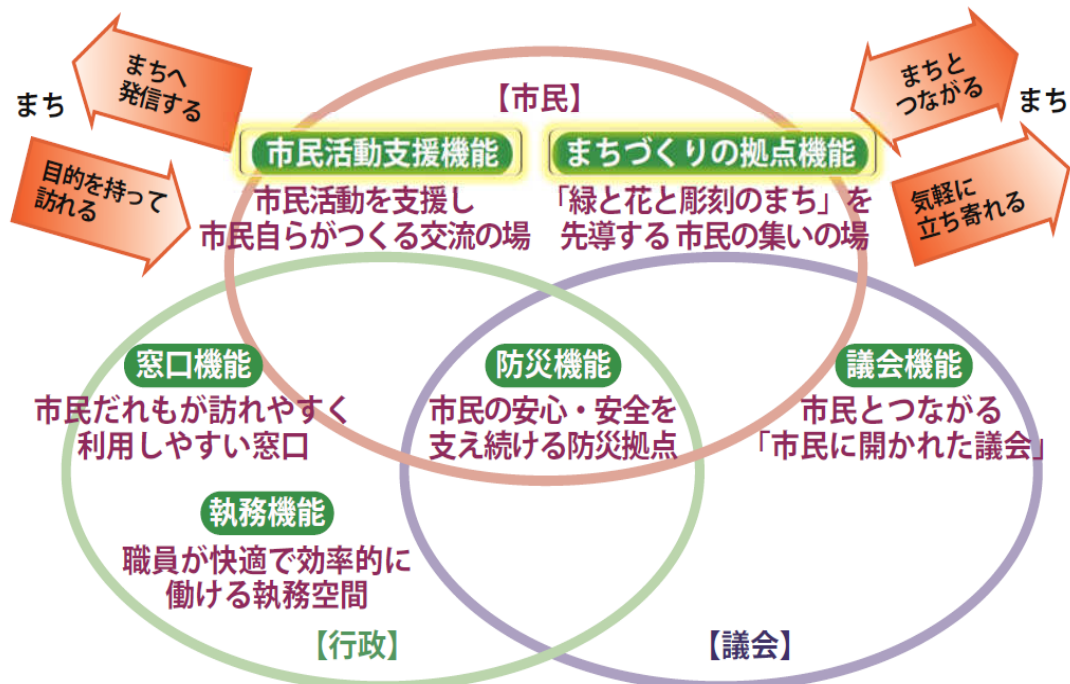 まちへ
発信する
まち
目的を持って
訪れる
まちと
つながる
まち
気軽に
立ち寄れる
【市民】
市民活動支援機能
市民活動を支援し
市民自らがつくる交流の場
まちづくりの拠点機能
「緑と花と彫刻のまち」を
先導する 市民の集いの場
窓口機能
市民だれもが訪れやすく
利用しやすい窓口
防災機能
市民の安心・安全を
支え続ける防災拠点
議会機能
市民とつながる
「市民に開かれた議会」
執務機能
職員が快適で効率的に
働ける執務空間
【行政】
【議会】